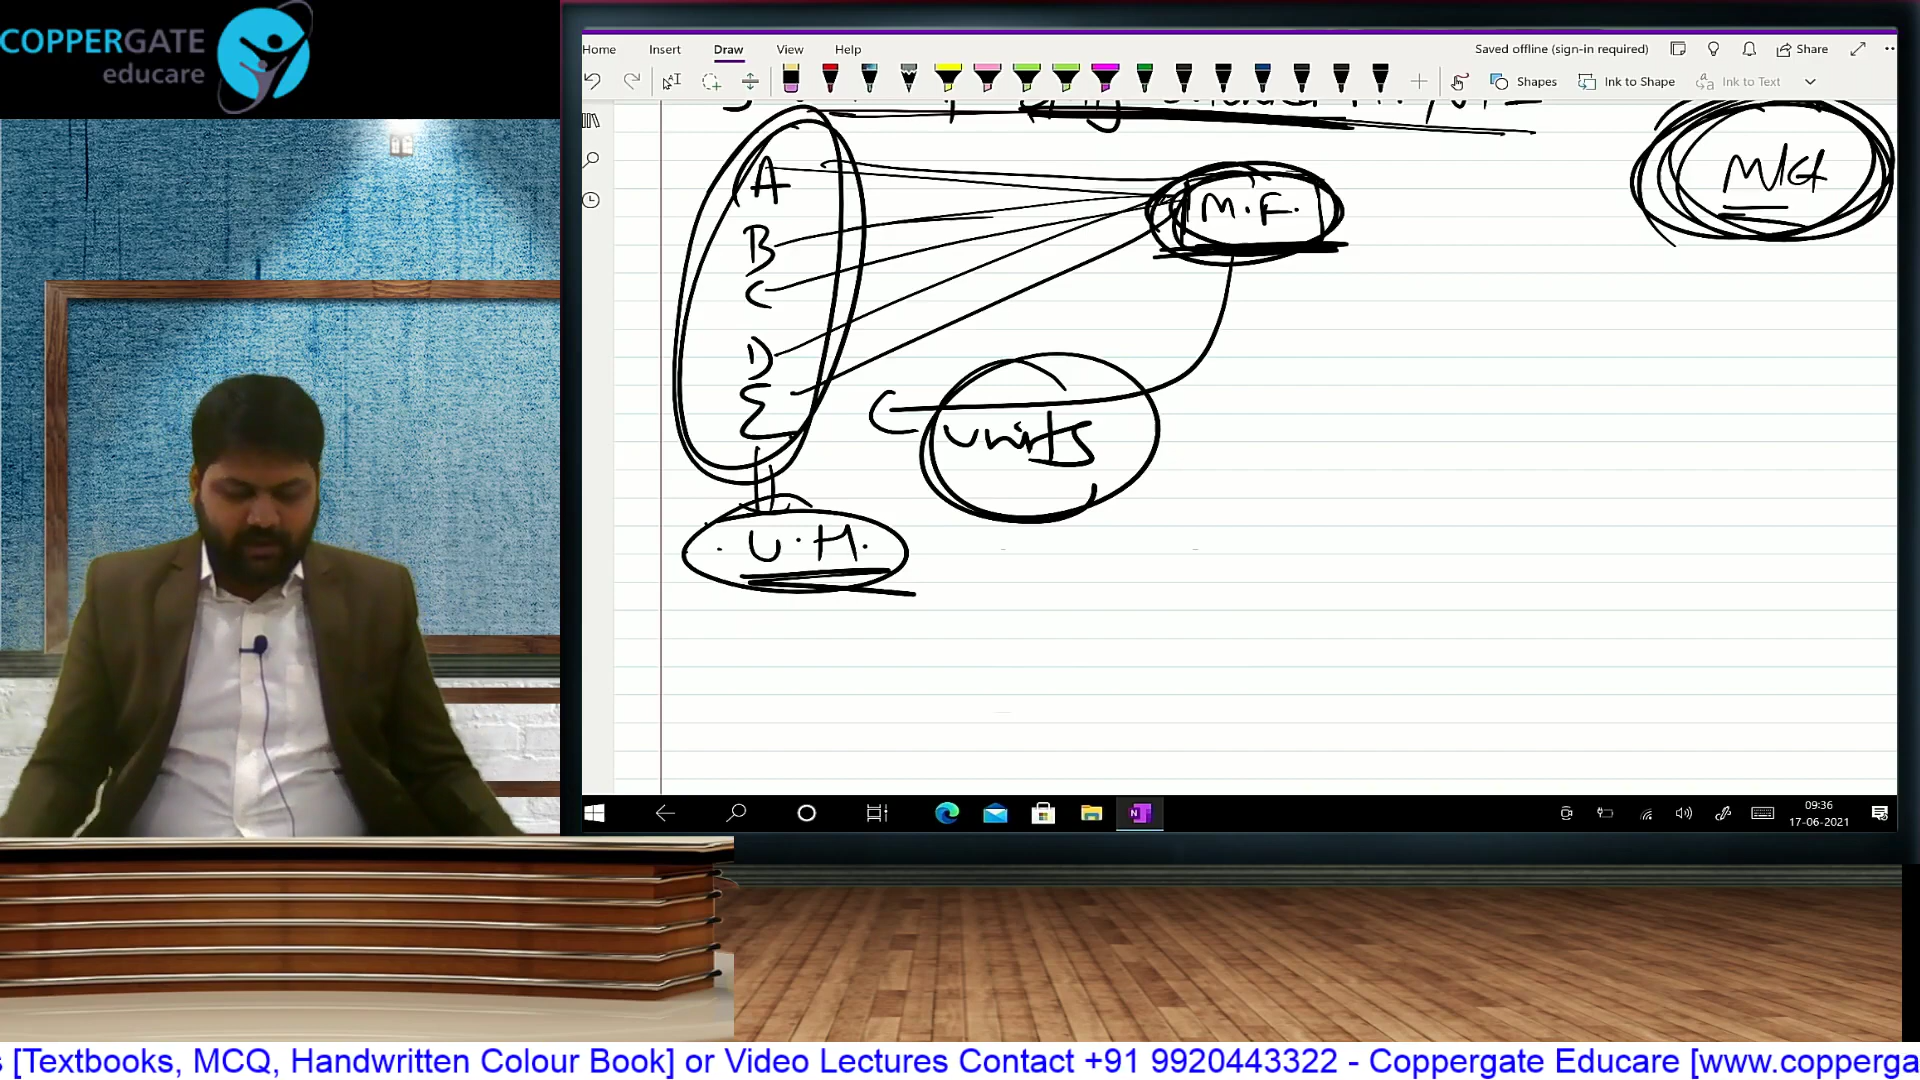 COPPERGATE
educare
Home Insert Draw View Help
Saved offline (sign-in required) Share
Shapes Ink to Shape Ink to Text
A
B
C
D
E
M.F.
units
U.H.
09:36
17-06-2021
[Textbooks, MCQ, Handwritten Colour Book] or Video Lectures Contact +91 9920443322 - Coppergate Educare [www.copperga